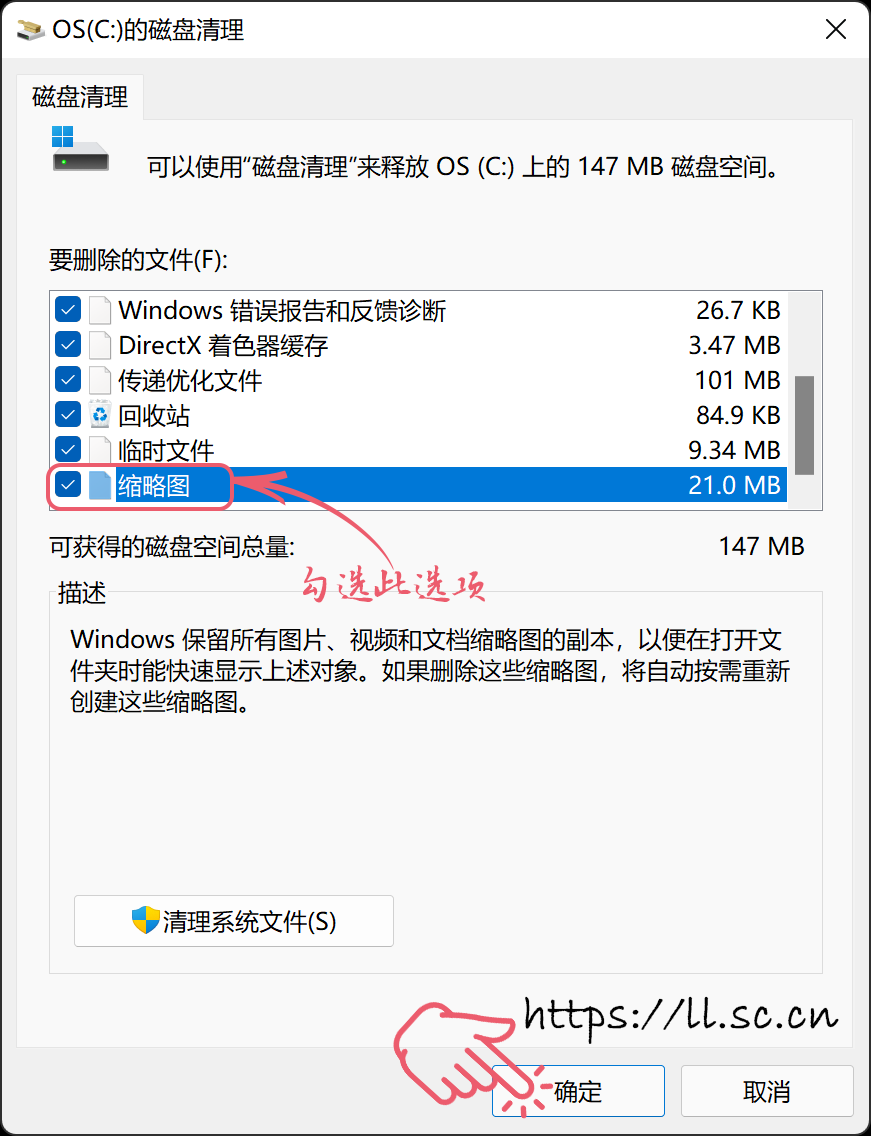 OS(C:)的磁盘清理
磁盘清理
可以使用“磁盘清理”来释放 OS (C:) 上的 147 MB 磁盘空间。
要删除的文件(F):
Windows 错误报告和反馈诊断 26.7 KB
DirectX 着色器缓存 3.47 MB
传递优化文件 101 MB
回收站 84.9 KB
临时文件 9.34 MB
缩略图 21.0 MB
可获得的磁盘空间总量: 147 MB
勾选此选项
描述
Windows 保留所有图片、视频和文档缩略图的副本，以便在打开文
件夹时能快速显示上述对象。如果删除这些缩略图，将自动按需重新
创建这些缩略图。
清理系统文件(S)
https://ll.sc.cn
确定
取消